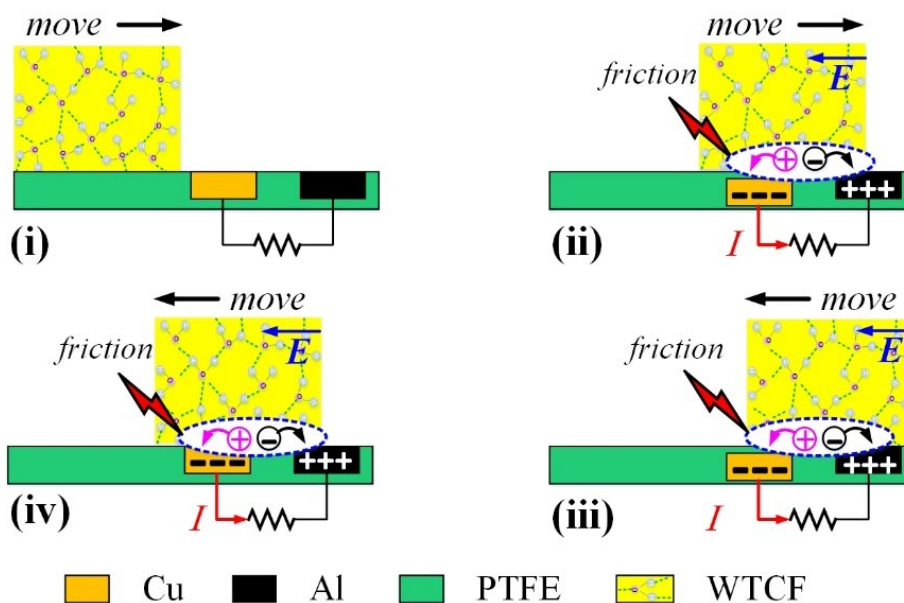 move
(i)
move
E
friction
+ −
− − −
+++
I
(ii)
move
E
friction
+ −
− − −
+++
I
(iv)
move
E
friction
+ −
− − −
+++
I
(iii)
Cu Al PTFE WTCF